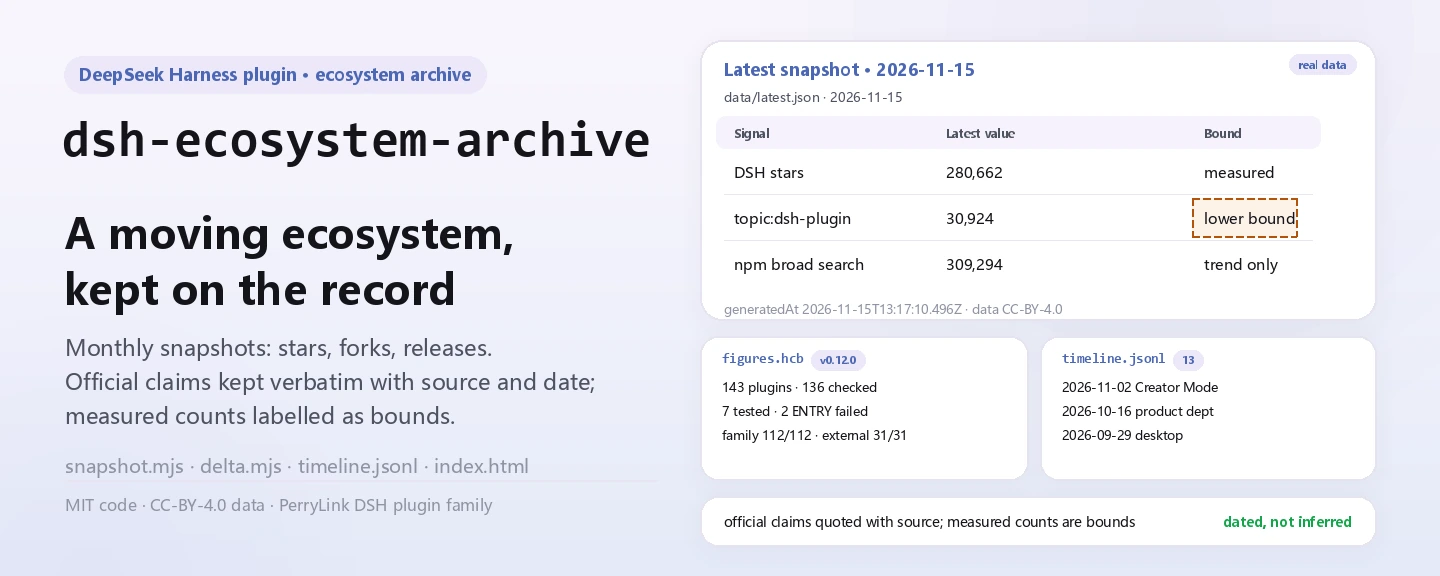 DeepSeek Harness plugin • ecosystem archive
dsh-ecosystem-archive
A moving ecosystem,
kept on the record
Monthly snapshots: stars, forks, releases.
Official claims kept verbatim with source and date;
measured counts labelled as bounds.
snapshot.mjs · delta.mjs · timeline.jsonl · index.html
MIT code · CC-BY-4.0 data · PerryLink DSH plugin family
Latest snapshot • 2026-11-15
real data
data/latest.json · 2026-11-15
Signal Latest value Bound
DSH stars 280,662 measured
topic:dsh-plugin 30,924 lower bound
npm broad search 309,294 trend only
generatedAt 2026-11-15T13:17:10.496Z · data CC-BY-4.0
figures.hcb v0.12.0
143 plugins · 136 checked
7 tested · 2 ENTRY failed
family 112/112 · external 31/31
timeline.jsonl 13
2026-11-02 Creator Mode
2026-10-16 product dept
2026-09-29 desktop
official claims quoted with source; measured counts are bounds
dated, not inferred